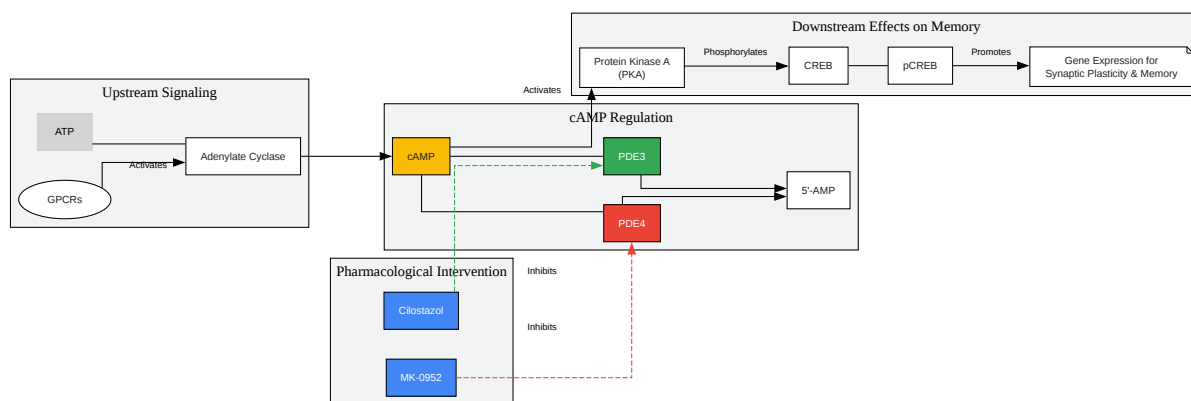 Downstream Effects on Memory
Protein Kinase A
(PKA)
Phosphorylates
CREB
pCREB
Promotes
Gene Expression for
Synaptic Plasticity & Memory
Activates
Upstream Signaling
ATP
Activates
Adenylate Cyclase
GPCRs
cAMP Regulation
cAMP
PDE3
PDE4
5'-AMP
Pharmacological Intervention
Inhibits
Cilostazol
Inhibits
MK-0952